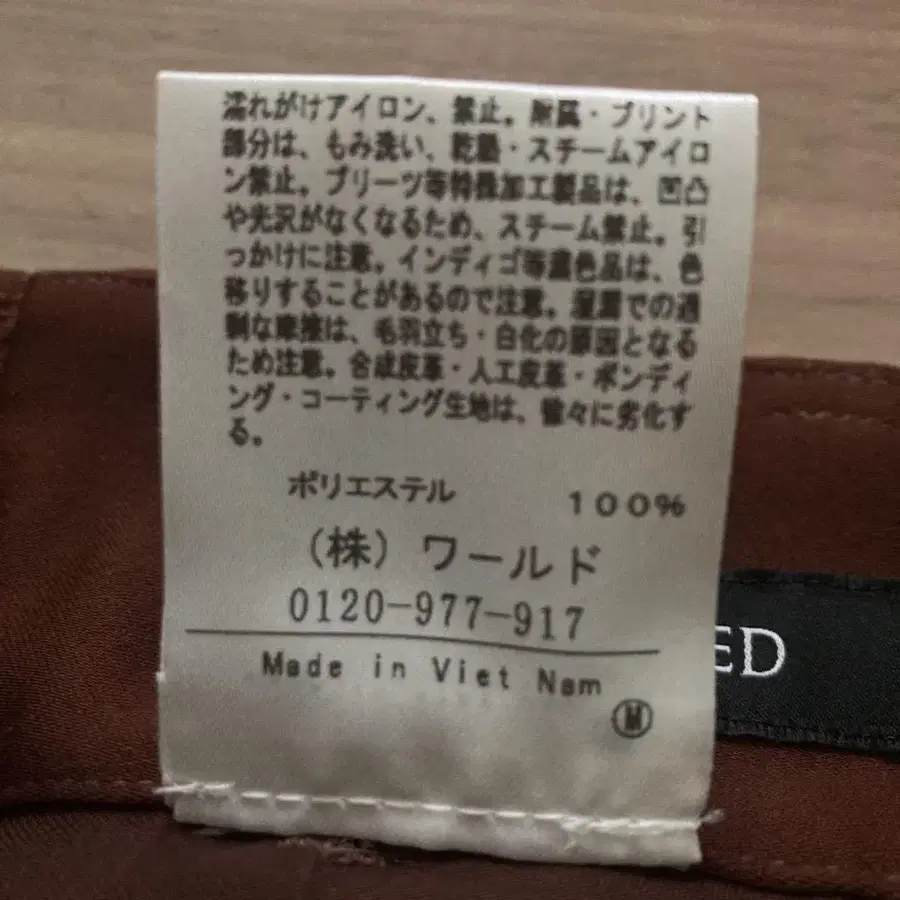 濡れがけアイロン、禁止。附属・プリント
部分は、もみ洗い、乾燥・スチームアイロ
ン禁止。プリーツ等特殊加工製品は、凹凸
や光沢がなくなるため、スチーム禁止。引
っかけに注意。インディゴ等濃色品は、色
移りすることがあるので注意。湿潤での過
剰な摩擦は、毛羽立ち・白化の原因となる
ため注意。合成皮革・人工皮革・ボンディ
ング・コーティング生地は、徐々に劣化す
る。
ポリエステル 100%
(株)ワールド
0120-977-917
Made in Viet Nam
Ⓜ
ED